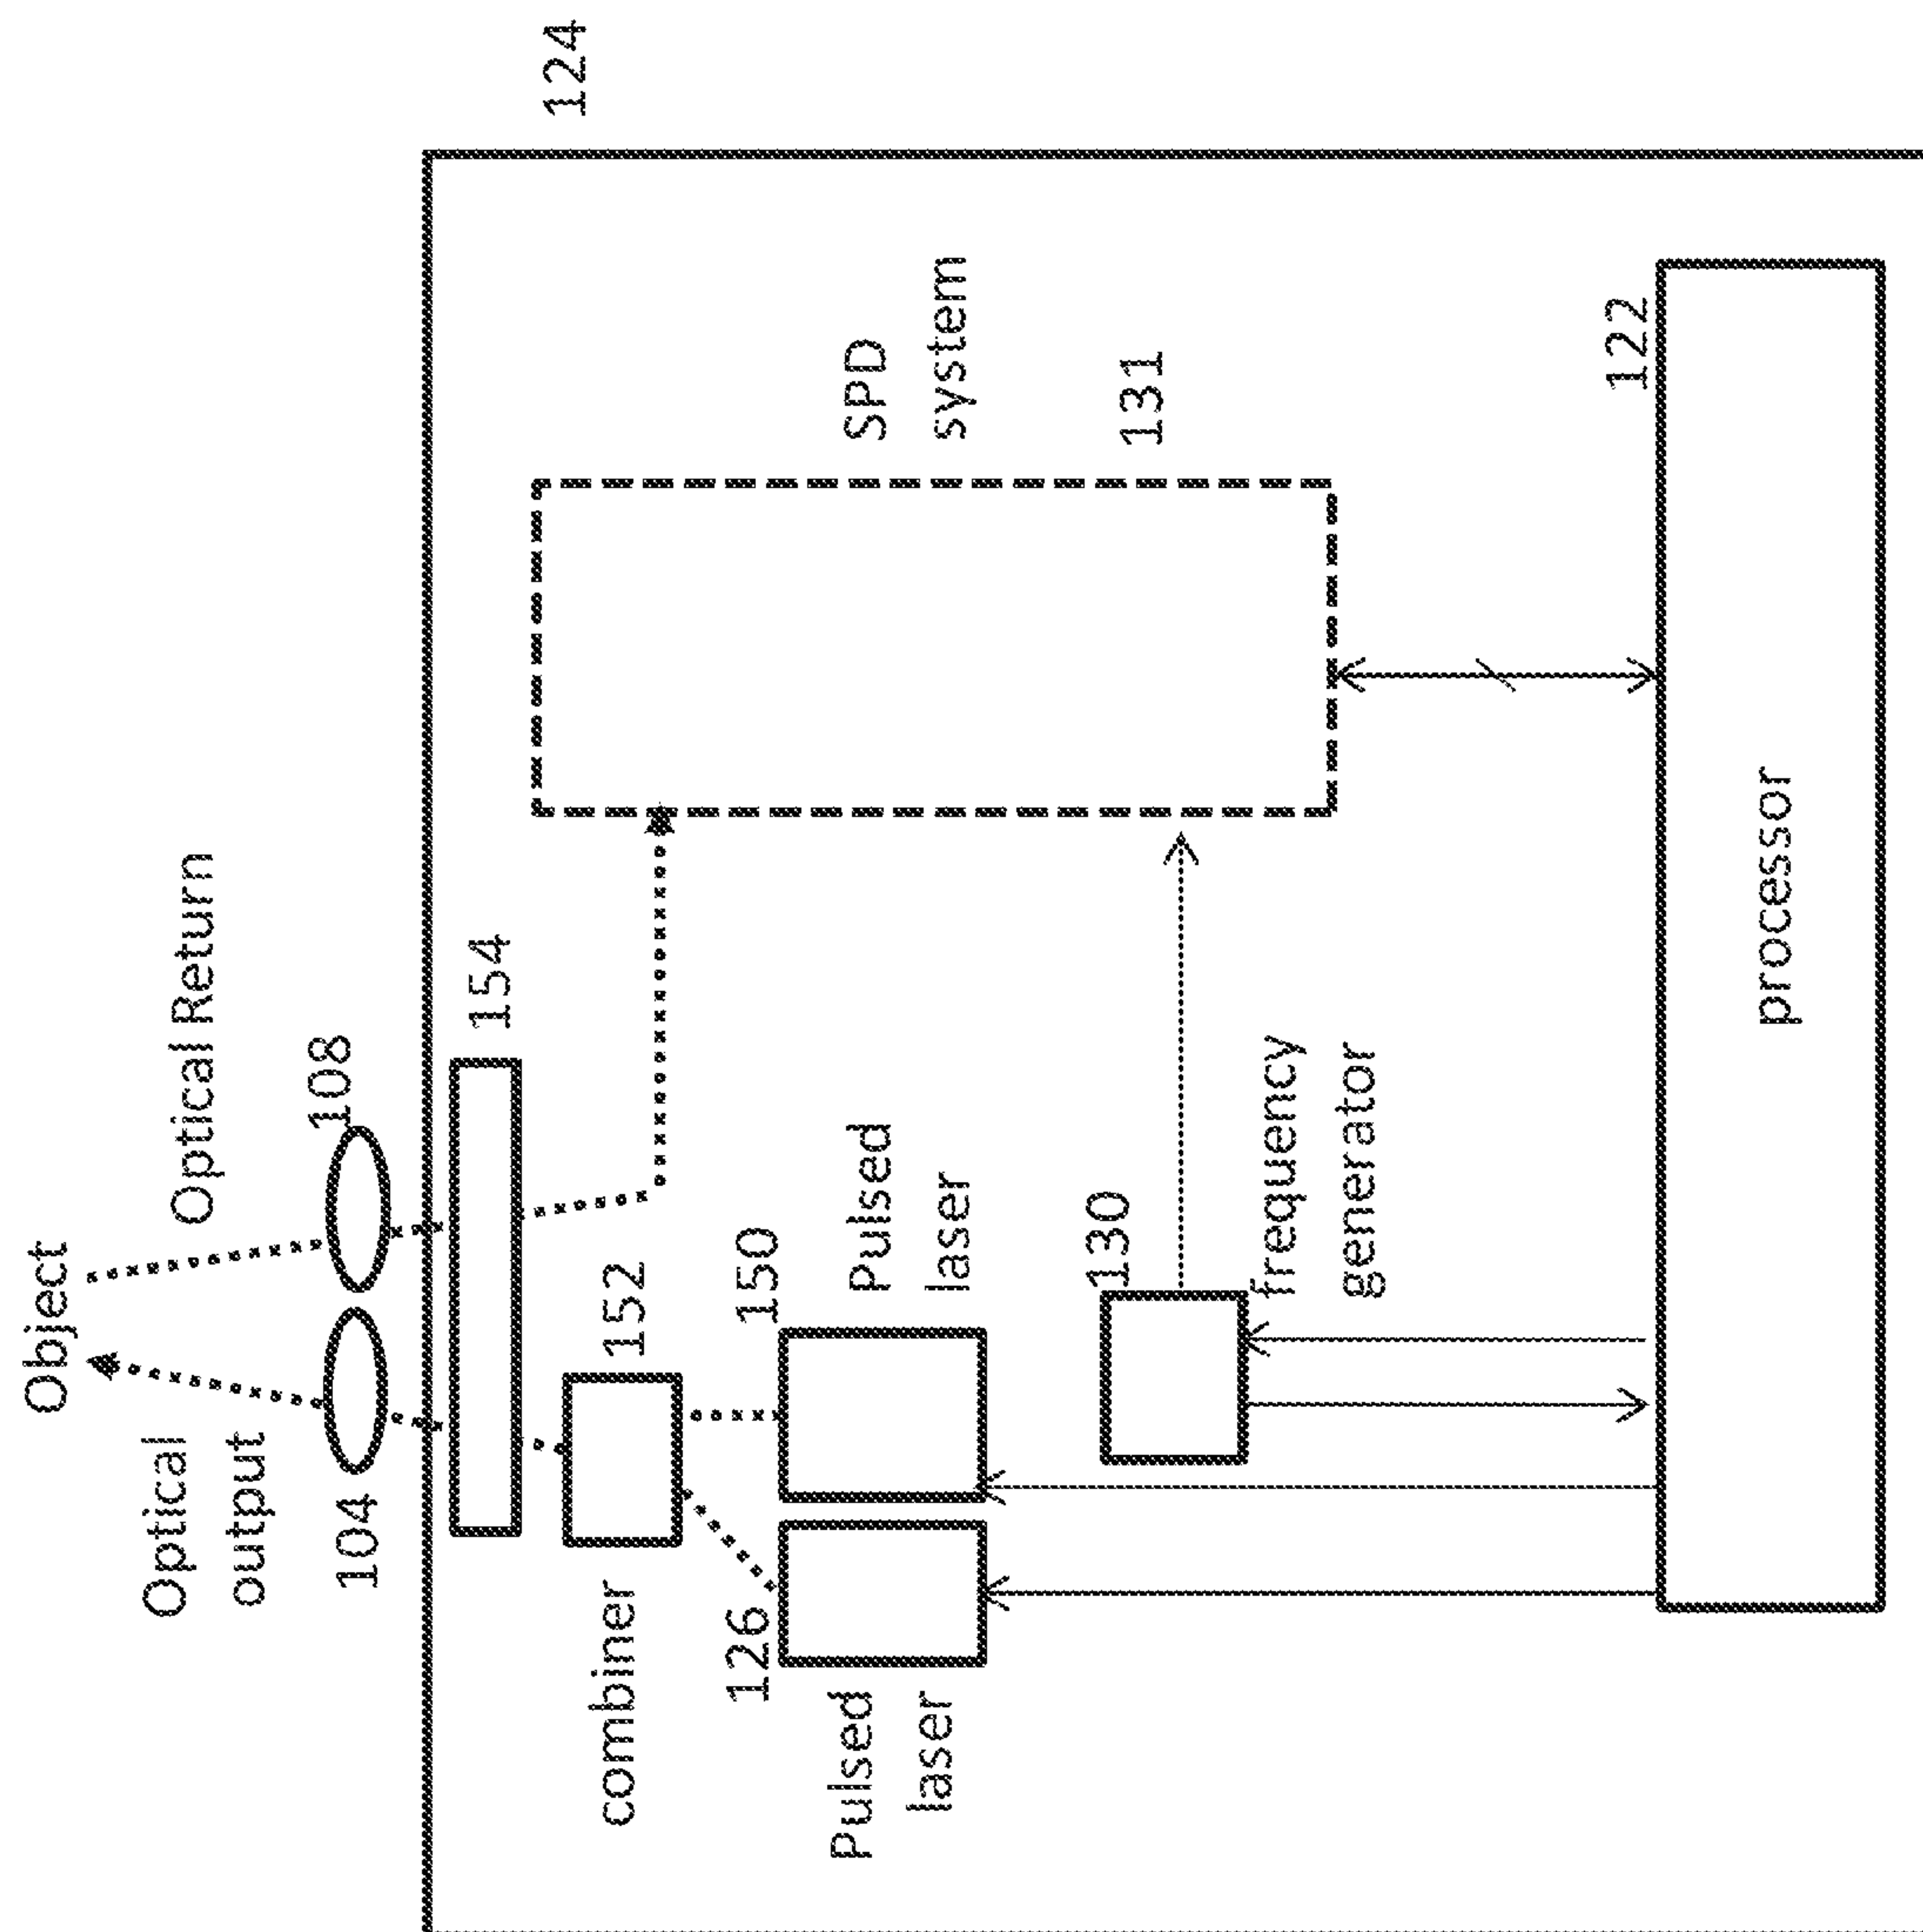 Object
Optical
output
Optical Return
104
108
124
154
combiner
152
126
150
Pulsed
laser
Pulsed
laser
SPD
system
131
130
frequency
generator
122
processor